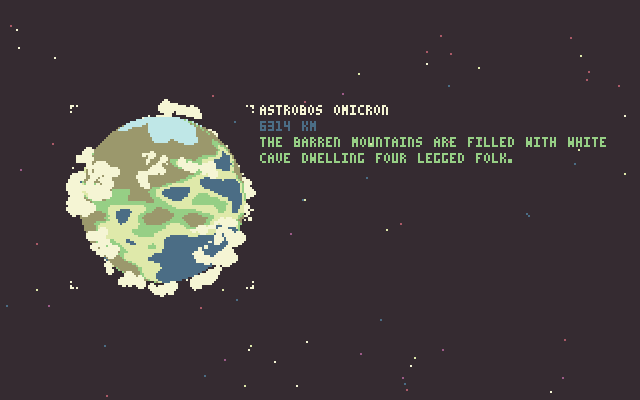 ASTROBOS OMICRON
6314 KM
THE BARREN MOUNTAINS ARE FILLED WITH WHITE
CAVE DWELLING FOUR LEGGED FOLK.